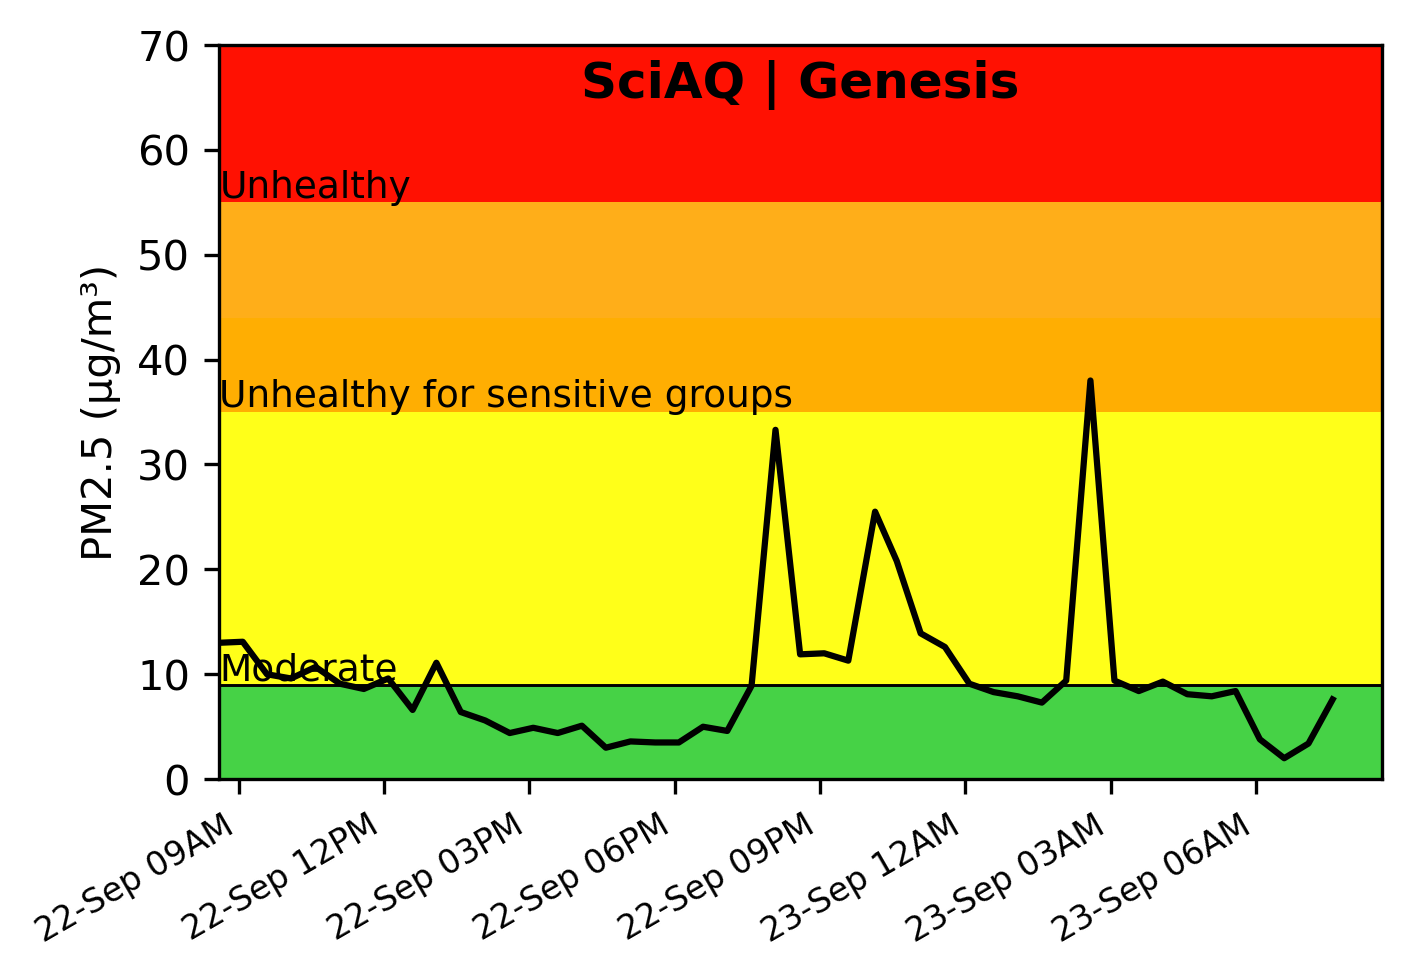 SciAQ | Genesis
PM2.5 (µg/m³)
70
60
50
40
30
20
10
0
Unhealthy
Unhealthy for sensitive groups
Moderate
22-Sep 09AM
22-Sep 12PM
22-Sep 03PM
22-Sep 06PM
22-Sep 09PM
23-Sep 12AM
23-Sep 03AM
23-Sep 06AM